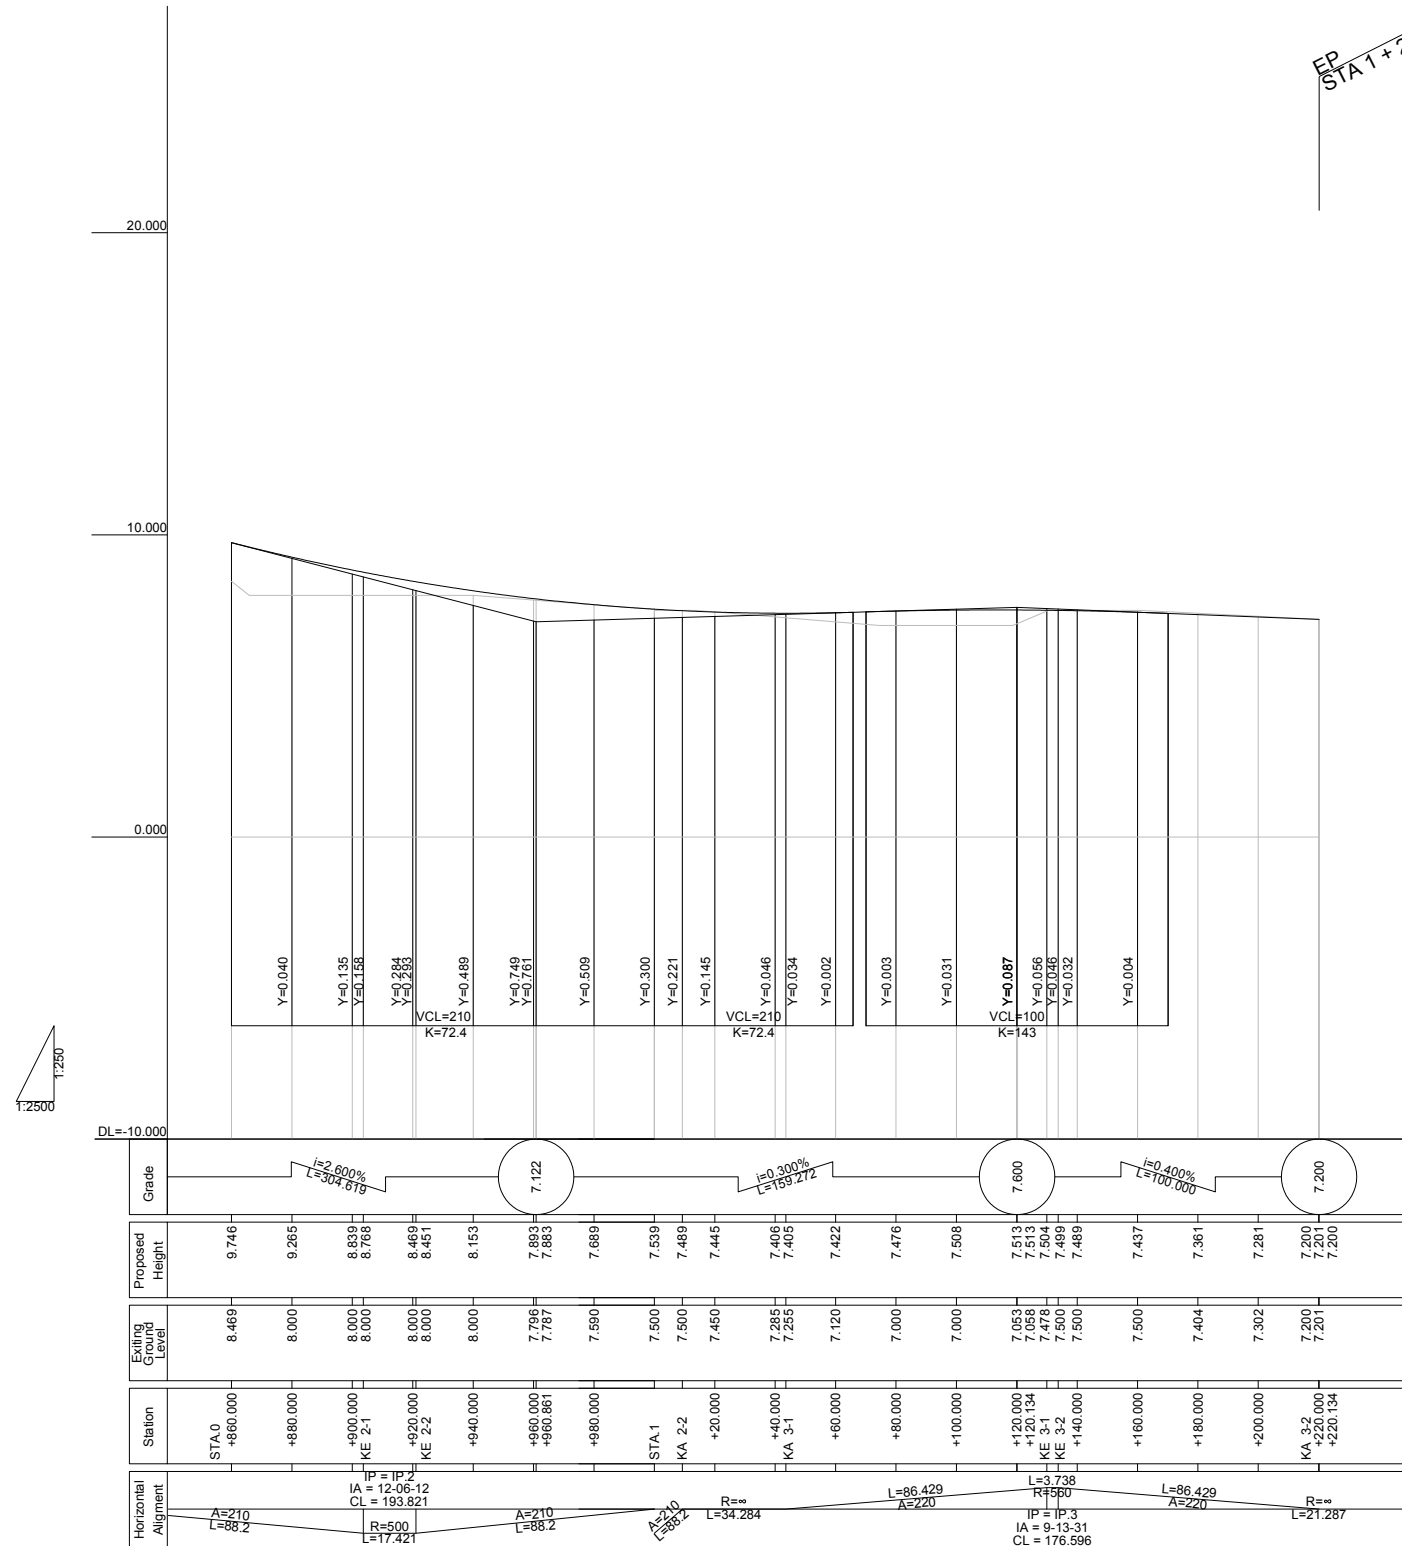 EP
STA 1 + 2
20.000
10.000
0.000
Y=0.040
Y=0.135
Y=0.158
Y=0.284
Y=0.293
Y=0.489
Y=0.749
Y=0.761
Y=0.509
Y=0.300
Y=0.221
Y=0.145
Y=0.046
Y=0.034
Y=0.002
Y=0.003
Y=0.031
Y=0.087
Y=0.056
Y=0.046
Y=0.032
Y=0.004
VCL=210
K=72.4
VCL=210
K=72.4
VCL=100
K=143
1:250
1:2500
DL=-10.000
Grade
i=2.600%
L=304.619
7.122
i=0.300%
L=159.272
7.600
i=0.400%
L=100.000
7.200
Proposed
Height
9.746
9.265
8.839
8.768
8.469
8.451
8.153
7.893
7.883
7.689
7.539
7.489
7.445
7.406
7.405
7.422
7.476
7.508
7.513
7.513
7.504
7.499
7.489
7.437
7.361
7.281
7.200
7.201
7.200
Exiting
Ground
Level
8.469
8.000
8.000
8.000
8.000
8.000
8.000
7.796
7.787
7.590
7.500
7.500
7.450
7.285
7.255
7.120
7.000
7.000
7.053
7.058
7.478
7.500
7.500
7.500
7.404
7.302
7.200
7.201
Station
STA.0
+860.000
+880.000
+900.000
KE 2-1
+920.000
KE 2-2
+940.000
+960.000
+960.861
+980.000
STA.1
KA 2-2
+20.000
+40.000
KA 3-1
+60.000
+80.000
+100.000
+120.000
+120.134
KE 3-1
KE 3-2
+140.000
+160.000
+180.000
+200.000
KA 3-2
+220.000
+220.134
Horizontal
Aligment
A=210
L=88.2
IP = IP.2
IA = 12-06-12
CL = 193.821
R=500
L=17.421
A=210
L=88.2
A=210
L=88.2
R=∞
L=34.284
L=86.429
A=220
L=3.738
R=560
IP = IP.3
IA = 9-13-31
CL = 176.596
L=86.429
A=220
R=∞
L=21.287